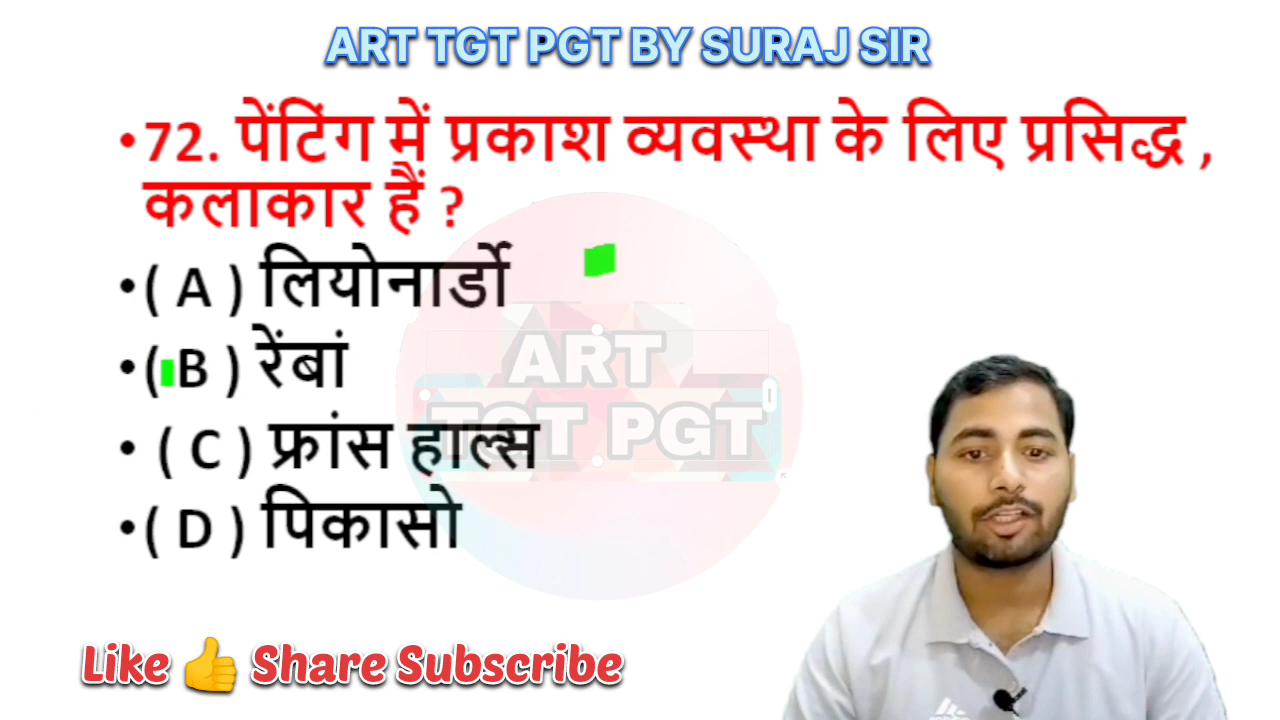 ART TGT PGT BY SURAJ SIR
•72. पेंटिंग में प्रकाश व्यवस्था के लिए प्रसिद्ध ,
कलाकार हैं ?
•( A ) लियोनार्डो
•( B ) रेंबां
• ( C ) फ्रांस हाल्स
•( D ) पिकासो
ART
TGT PGT
Like 👍 Share Subscribe